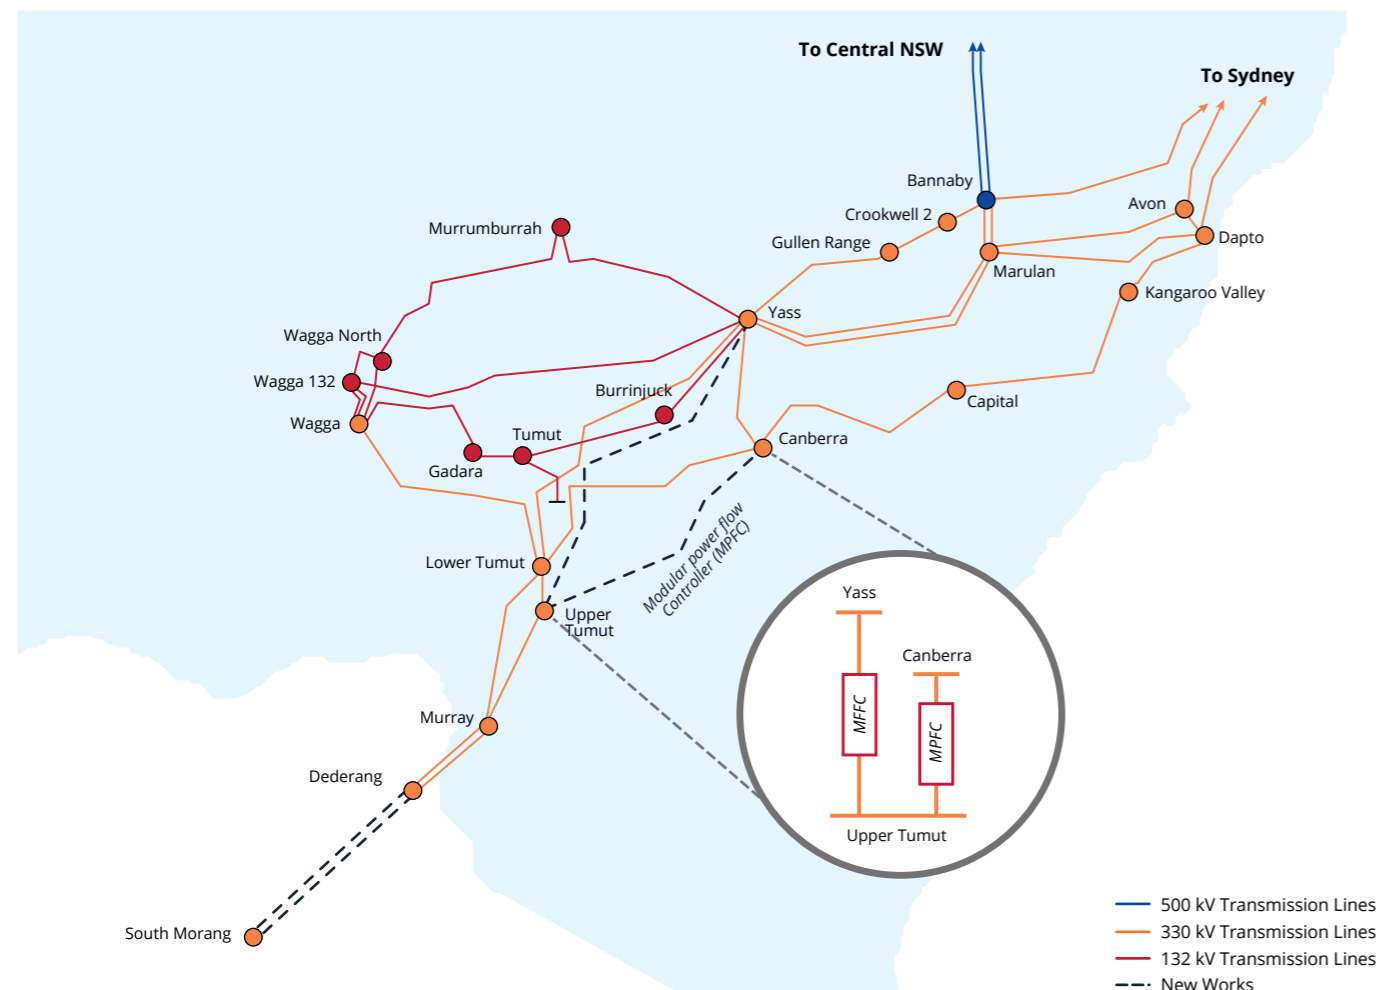 To Central NSW
To Sydney
Bannaby
Crookwell 2
Avon
Murrumburrah
Gullen Range
Dapto
Marulan
Kangaroo Valley
Yass
Wagga North
Wagga 132
Burrinjuck
Capital
Wagga
Tumut
Canberra
Gadara
Modular power flow
Controller (MPFC)
Lower Tumut
Upper
Tumut
Yass
Canberra
MFFC
MPFC
Upper Tumut
Murray
Dederang
South Morang
500 kV Transmission Lines
330 kV Transmission Lines
132 kV Transmission Lines
New Works